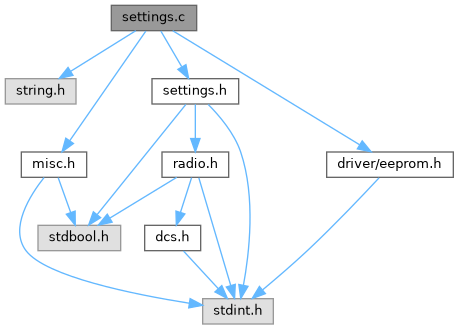 settings.c
string.h
settings.h
misc.h
radio.h
driver/eeprom.h
stdbool.h
dcs.h
stdint.h